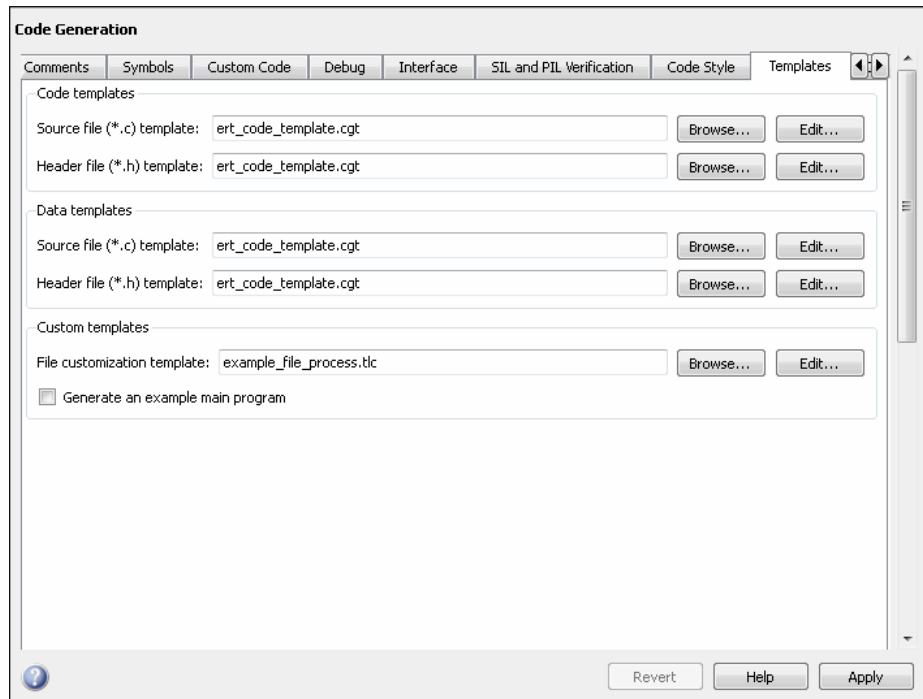 Code Generation
Comments Symbols Custom Code Debug Interface SIL and PIL Verification Code Style Templates
Code templates
Source file (*.c) template: ert_code_template.cgt Browse... Edit...
Header file (*.h) template: ert_code_template.cgt Browse... Edit...
Data templates
Source file (*.c) template: ert_code_template.cgt Browse... Edit...
Header file (*.h) template: ert_code_template.cgt Browse... Edit...
Custom templates
File customization template: example_file_process.tlc Browse... Edit...
Generate an example main program
Revert Help Apply